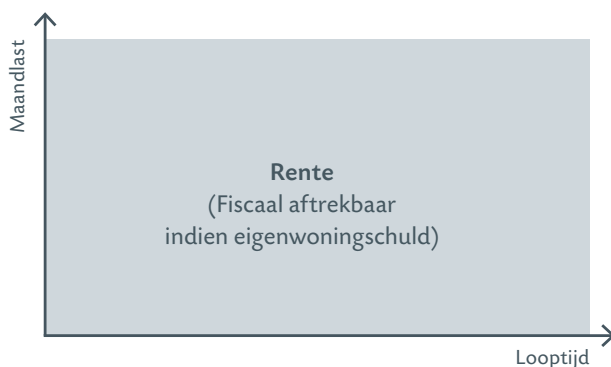 Maandlast
Rente
(Fiscaal aftrekbaar
indien eigenwoningschuld)
Looptijd